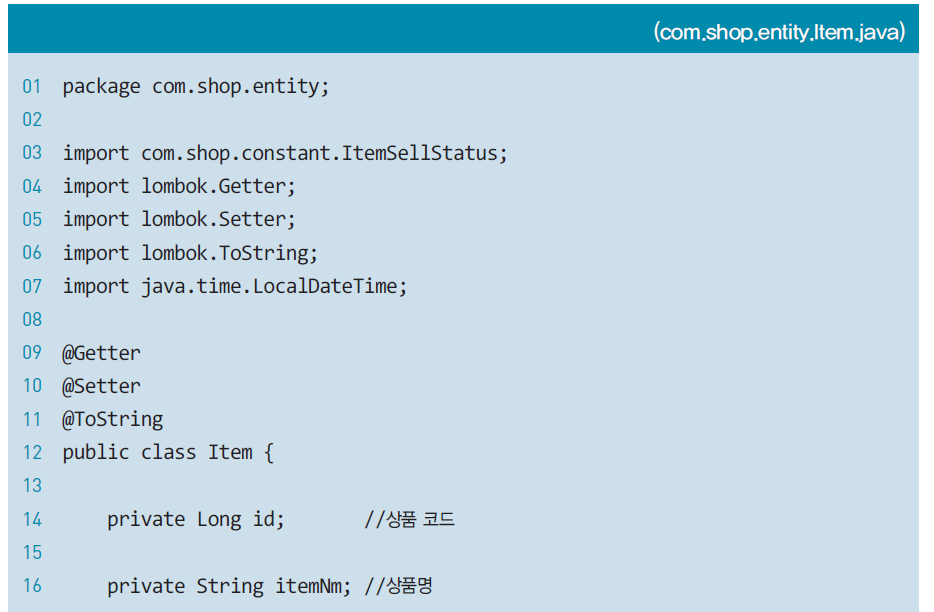 (com.shop.entity.Item.java)
01 package com.shop.entity;
02
03 import com.shop.constant.ItemSellStatus;
04 import lombok.Getter;
05 import lombok.Setter;
06 import lombok.ToString;
07 import java.time.LocalDateTime;
08
09 @Getter
10 @Setter
11 @ToString
12 public class Item {
13
14     private Long id;       //상품 코드
15
16     private String itemNm; //상품명